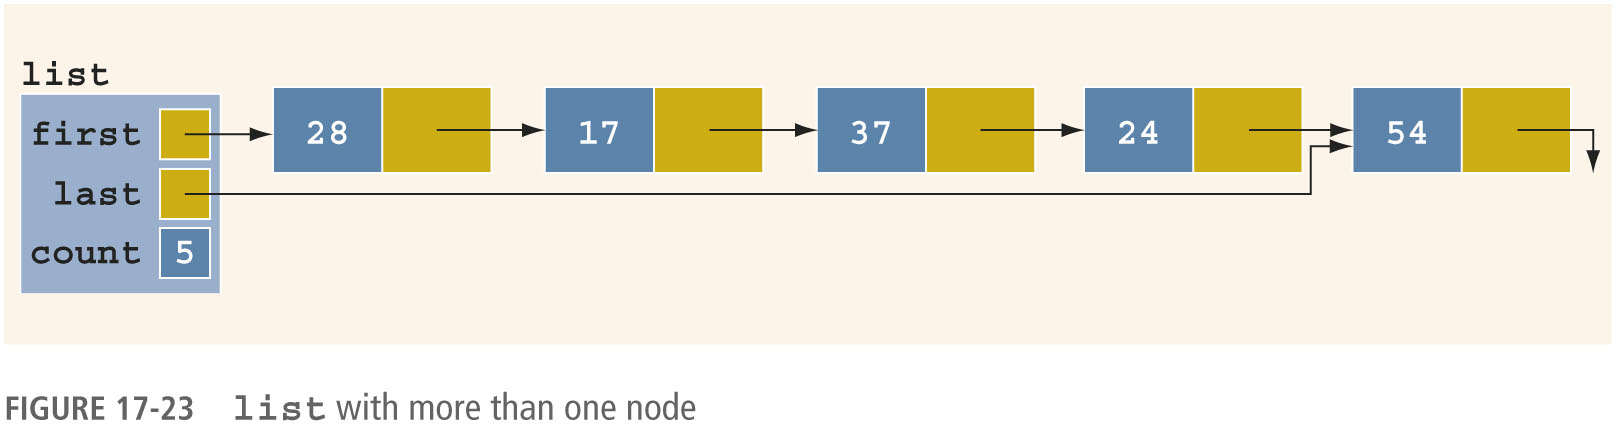 list
first 28 17 37 24 54
last
count 5
FIGURE 17-23 list with more than one node